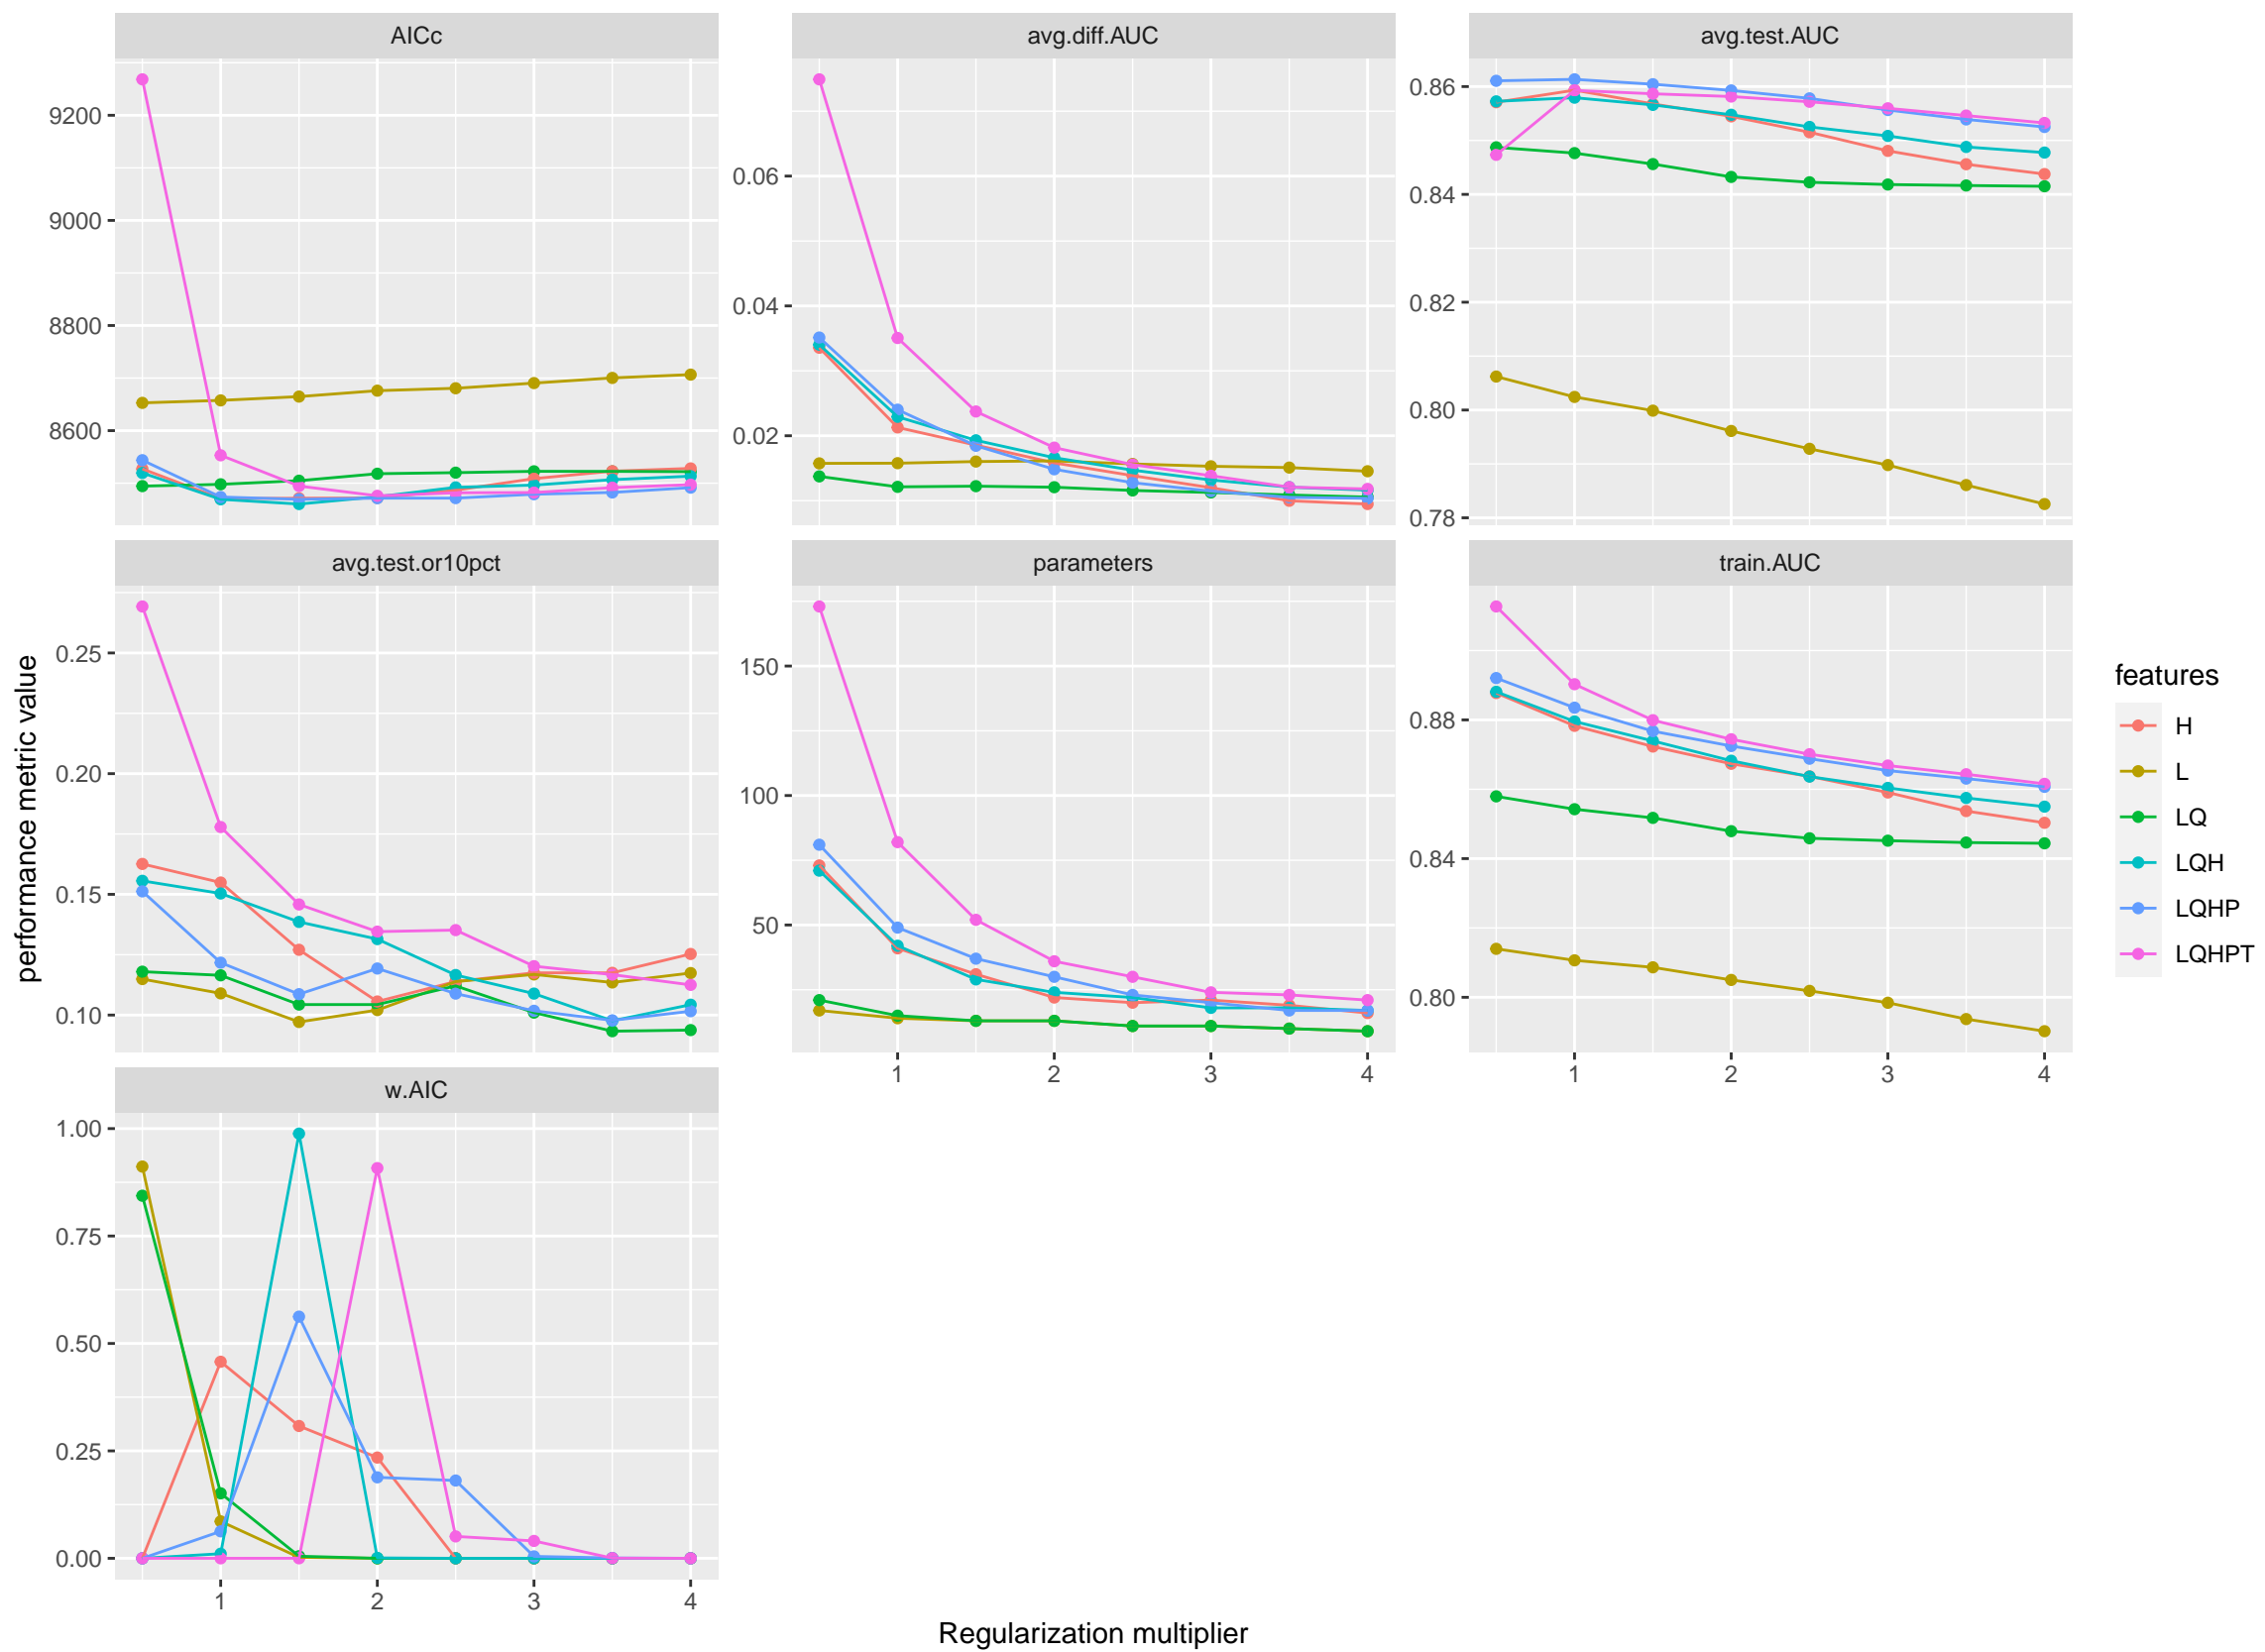 AICc
avg.diff.AUC
avg.test.AUC
9200
9000
8800
8600
0.06
0.04
0.02
0.86
0.84
0.82
0.80
0.78
avg.test.or10pct
parameters
train.AUC
0.25
0.20
0.15
0.10
150
100
50
1 2 3 4
0.88
0.84
0.80
1 2 3 4
w.AIC
1.00
0.75
0.50
0.25
0.00
1 2 3 4
performance metric value
Regularization multiplier
features
H
L
LQ
LQH
LQHP
LQHPT